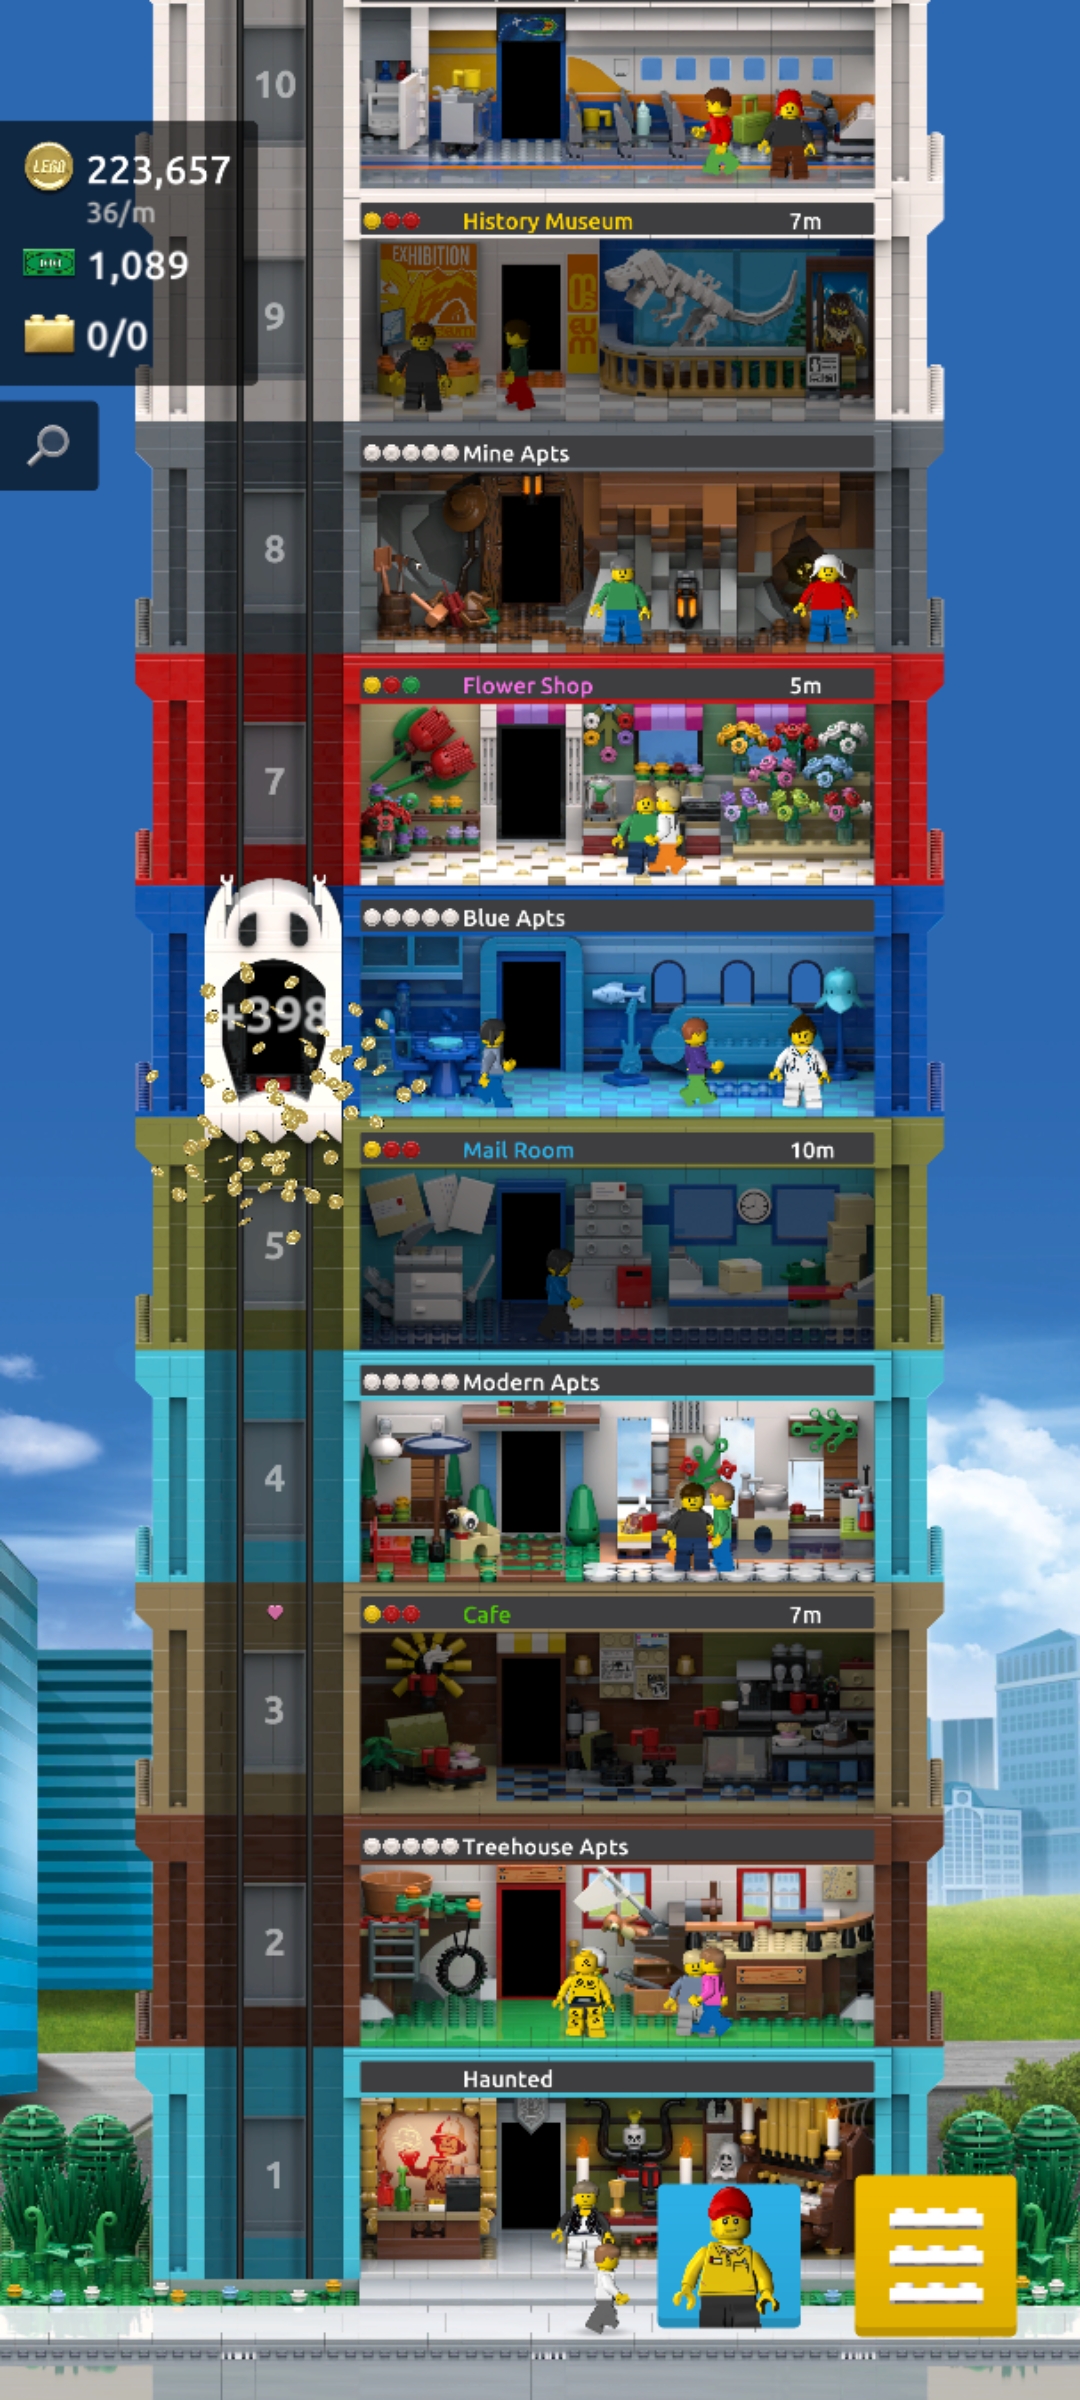 10
LEGO
223,657
36/m
1,089
0/0
History Museum 7m
EXHIBITION
MUSEUM
9
Mine Apts
8
Flower Shop 5m
7
Blue Apts
+398
Mail Room 10m
5
Modern Apts
4
Cafe 7m
3
Treehouse Apts
2
Haunted
1